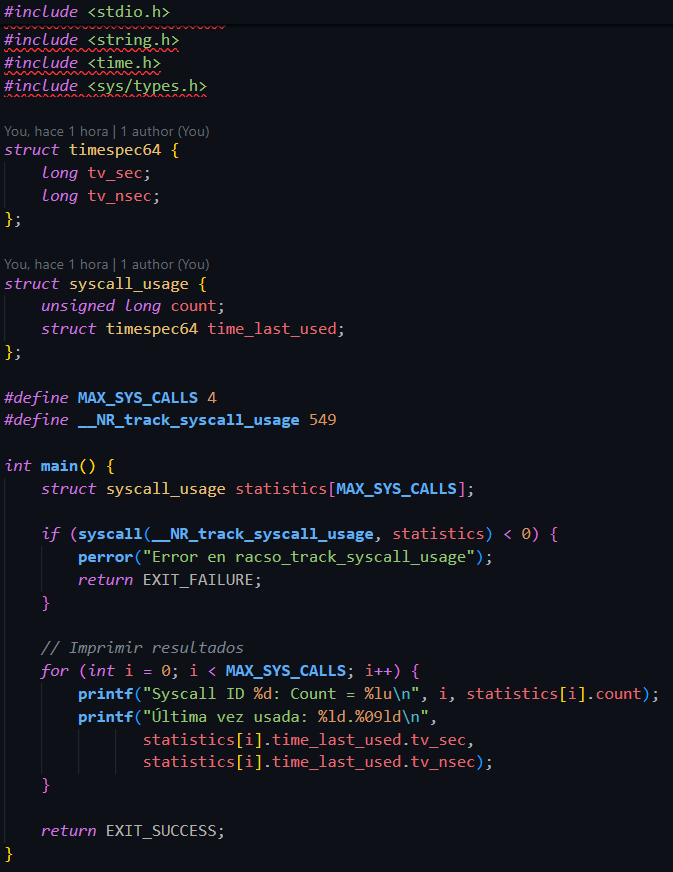 #include <stdio.h>
#include <string.h>
#include <time.h>
#include <sys/types.h>
You, hace 1 hora | 1 author (You)
struct timespec64 {
    long tv_sec;
    long tv_nsec;
};
You, hace 1 hora | 1 author (You)
struct syscall_usage {
    unsigned long count;
    struct timespec64 time_last_used;
};
#define MAX_SYS_CALLS 4
#define __NR_track_syscall_usage 549
int main() {
    struct syscall_usage statistics[MAX_SYS_CALLS];
    if (syscall(__NR_track_syscall_usage, statistics) < 0) {
        perror("Error en racso_track_syscall_usage");
        return EXIT_FAILURE;
    }
    // Imprimir resultados
    for (int i = 0; i < MAX_SYS_CALLS; i++) {
        printf("Syscall ID %d: Count = %lu\n", i, statistics[i].count);
        printf("Última vez usada: %ld.%09ld\n",
               statistics[i].time_last_used.tv_sec,
               statistics[i].time_last_used.tv_nsec);
    }
    return EXIT_SUCCESS;
}